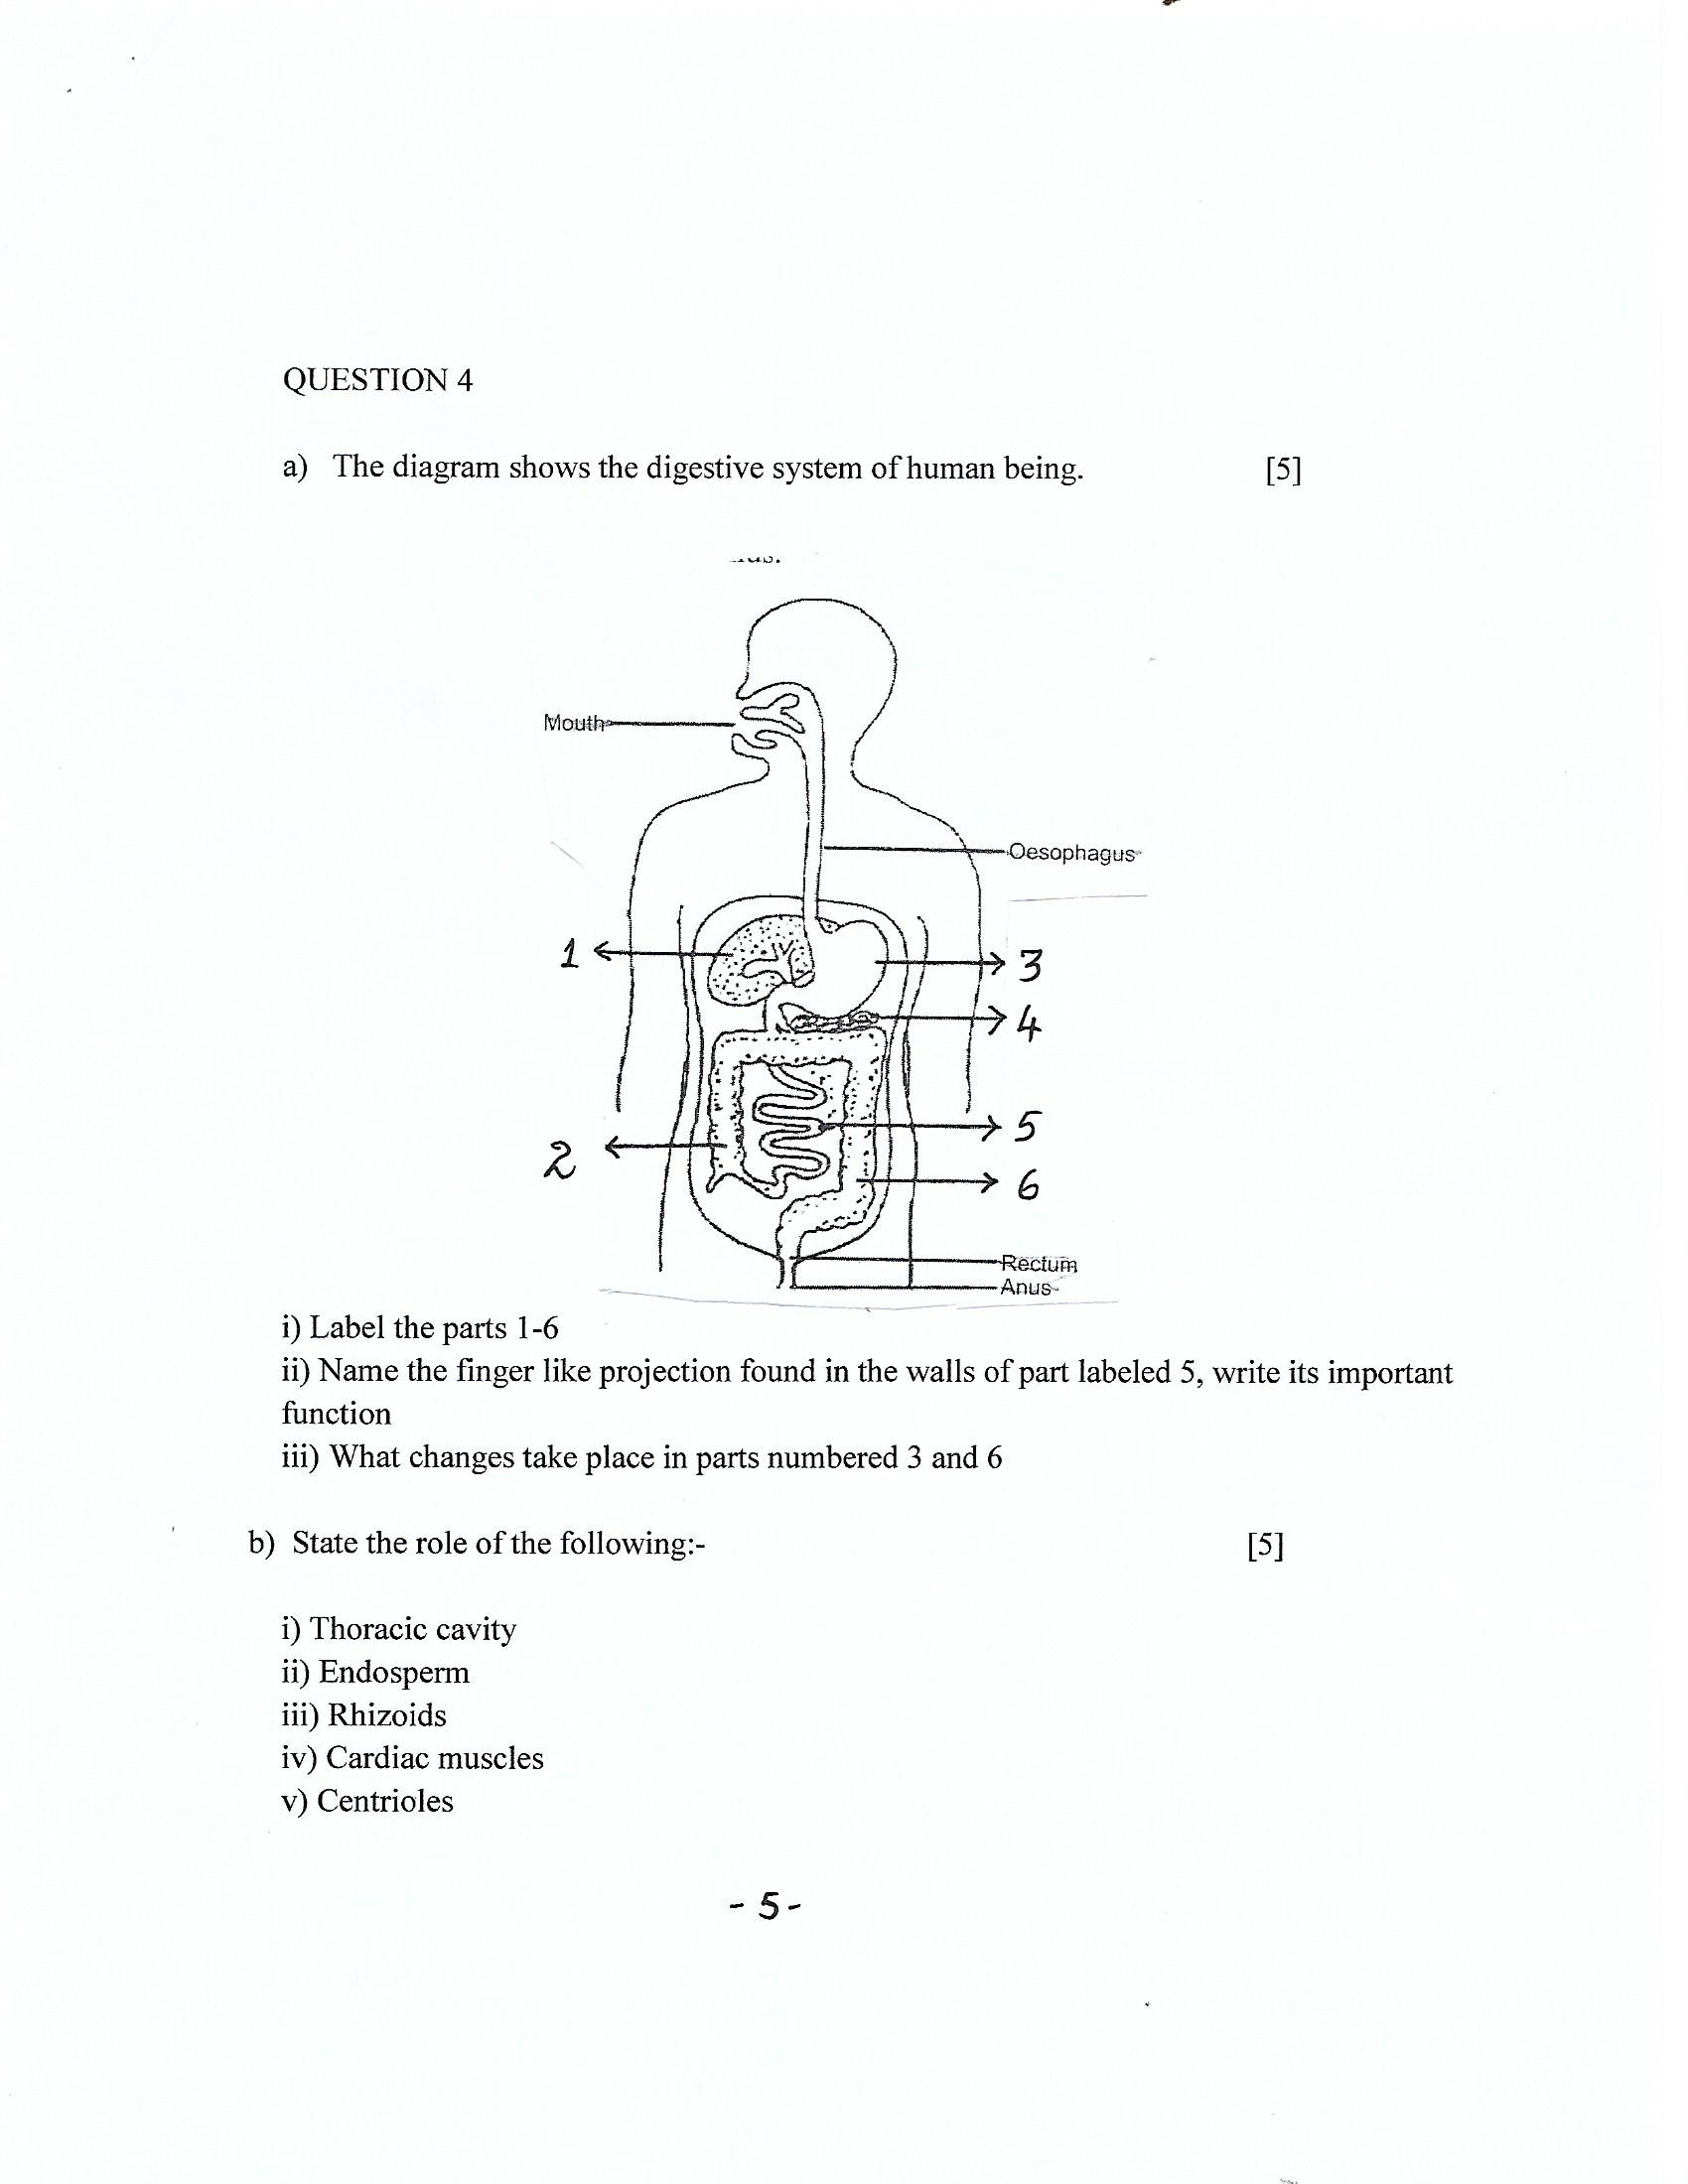 QUESTION 4
a) The diagram shows the digestive system of human being. [5]
Mouth
Oesophagus
1
3
4
5
2
6
Rectum
Anus
i) Label the parts 1-6
ii) Name the finger like projection found in the walls of part labeled 5, write its important
function
iii) What changes take place in parts numbered 3 and 6
b) State the role of the following:- [5]
i) Thoracic cavity
ii) Endosperm
iii) Rhizoids
iv) Cardiac muscles
v) Centrioles
- 5 -